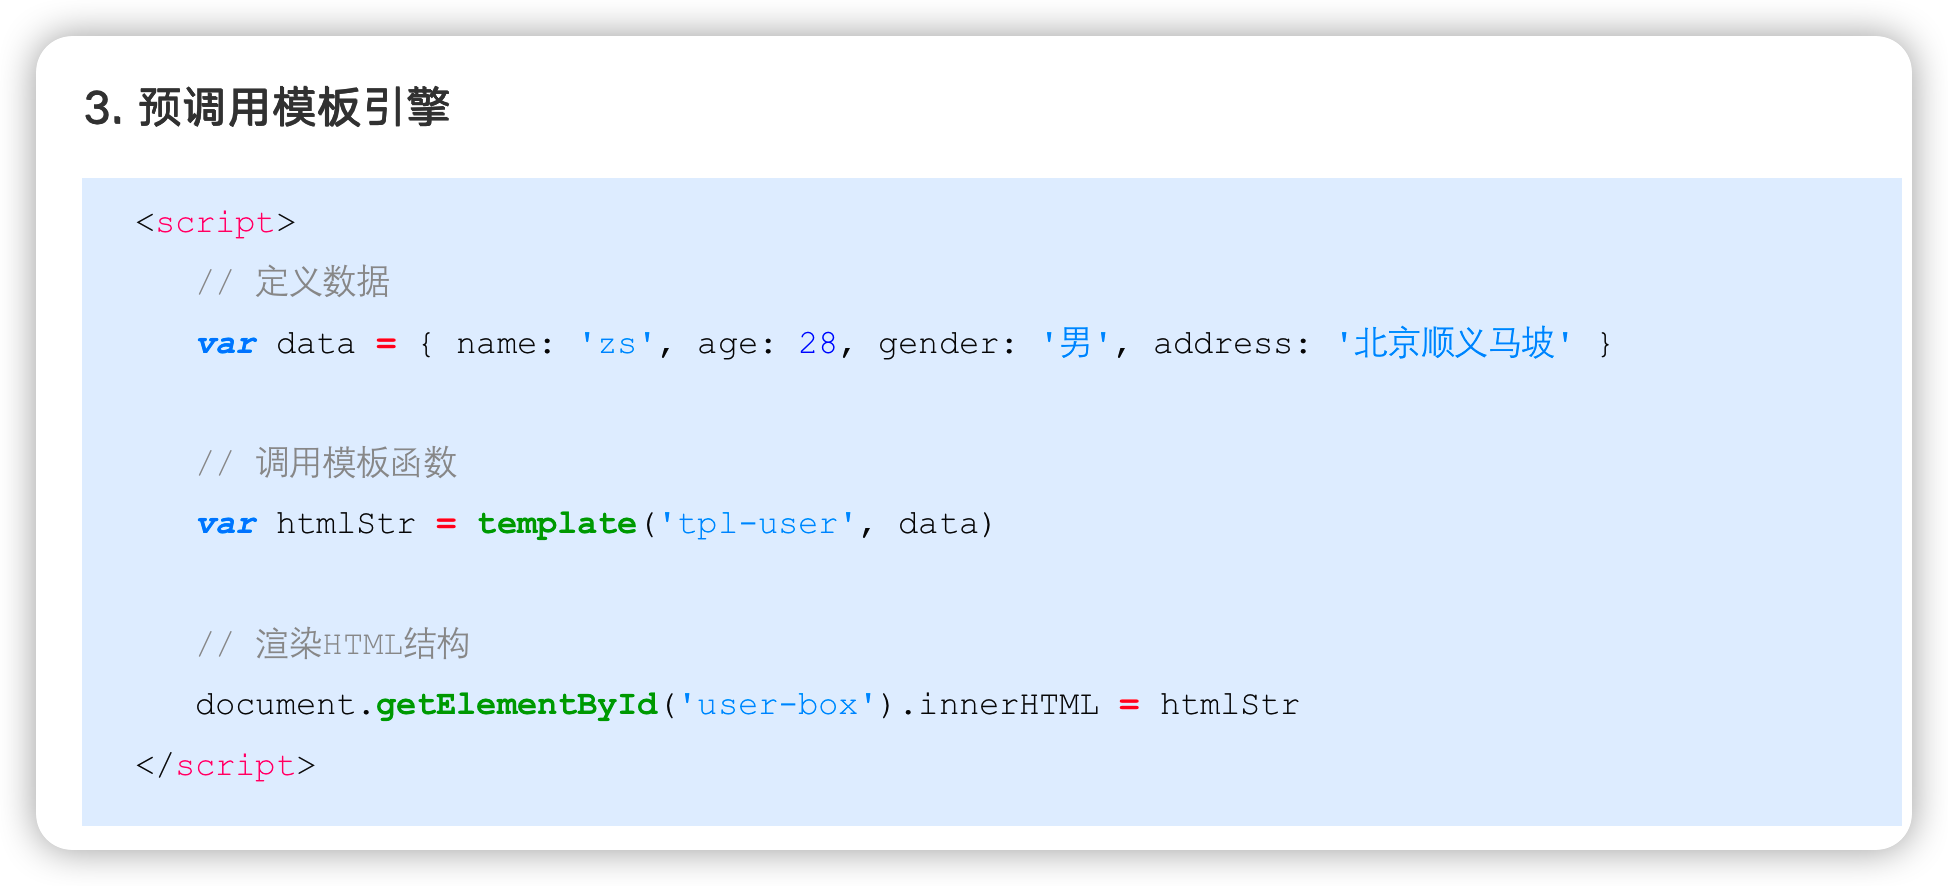 3. 预调用模板引擎
<script>
// 定义数据
var data = { name: 'zs', age: 28, gender: '男', address: '北京顺义马坡' }
// 调用模板函数
var htmlStr = template('tpl-user', data)
// 渲染HTML结构
document.getElementById('user-box').innerHTML = htmlStr
</script>